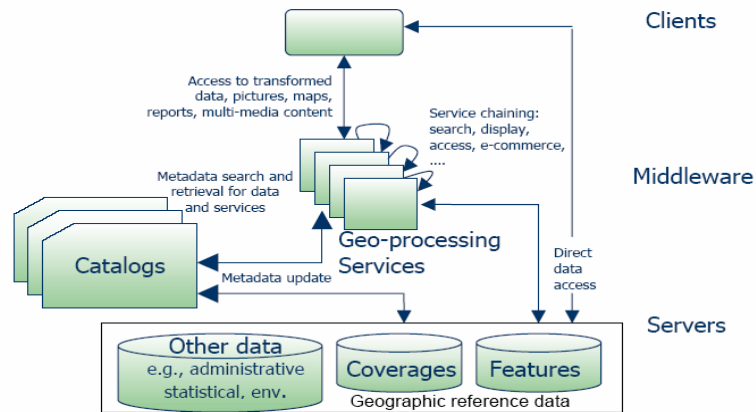 Clients
Access to transformed
data, pictures, maps,
reports, multi-media content
Service chaining:
search, display,
access, e-commerce,
....
Middleware
Metadata search and
retrieval for data
and services
Geo-processing
Services
Catalogs
Metadata update
Direct
data
access
Servers
Other data
e.g., administrative
statistical, env.
Coverages
Features
Geographic reference data